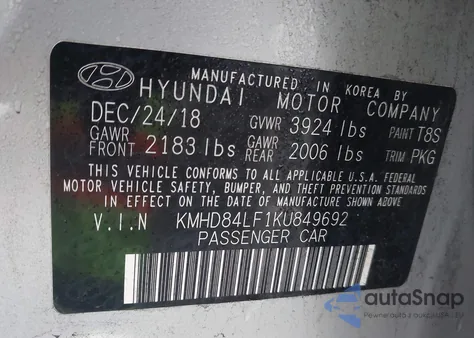 MANUFACTURED IN KOREA BY
HYUNDAI MOTOR COMPANY
DEC/24/18 GVWR 3924 lbs PAINT T8S
GAWR FRONT 2183 lbs GAWR REAR 2006 lbs TRIM PKG
THIS VEHICLE CONFORMS TO ALL APPLICABLE U.S.A. FEDERAL
MOTOR VEHICLE SAFETY, BUMPER, AND THEFT PREVENTION STANDARDS
IN EFFECT ON THE DATE OF MANUFACTURE SHOWN ABOVE.
V.I.N KMHD84LF1KU849692
PASSENGER CAR
autaSnap